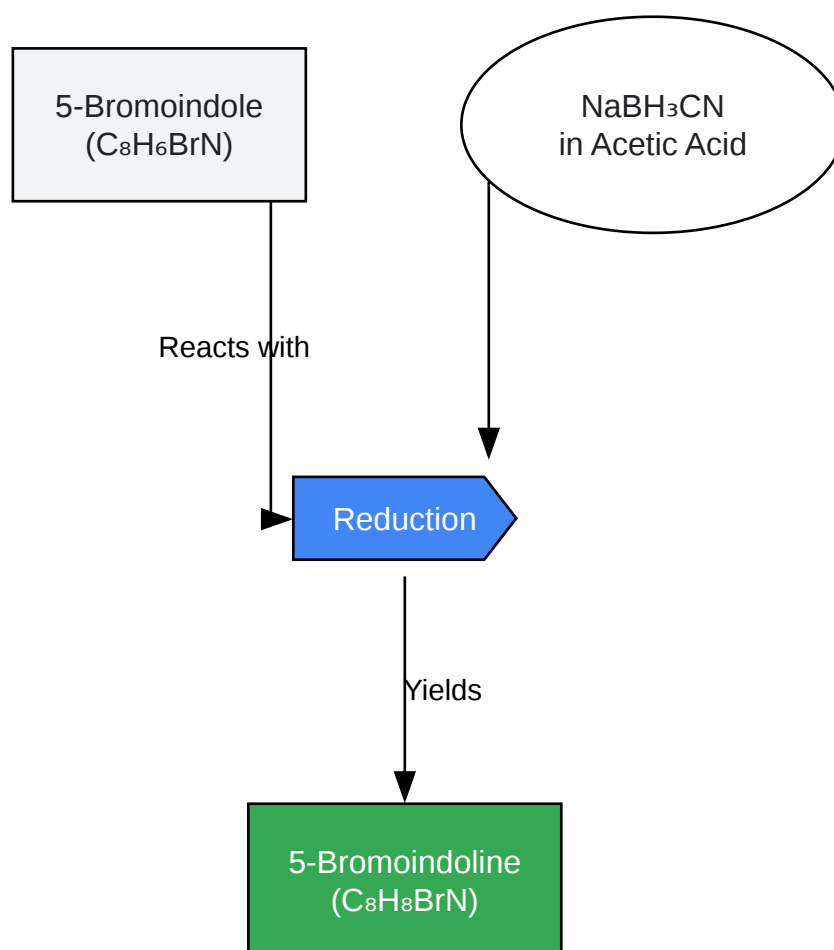 5-Bromoindole
(C₈H₆BrN)
NaBH₃CN
in Acetic Acid
Reacts with
Reduction
Yields
5-Bromoindoline
(C₈H₈BrN)